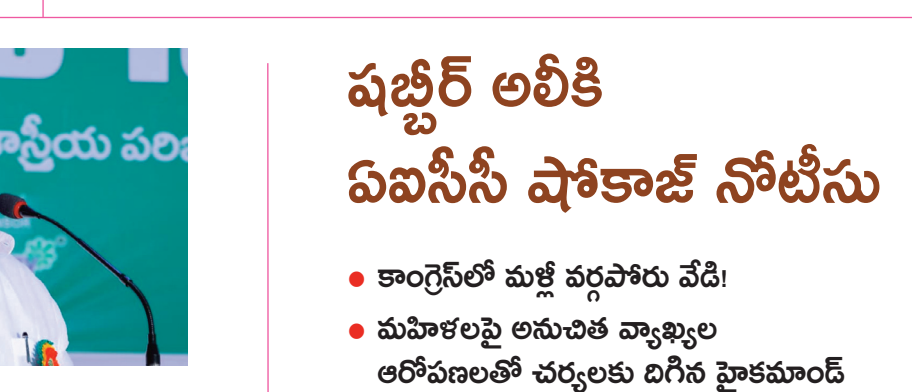 షబ్బీర్ అలీకి
ఏఐసీసీ షోకాజ్ నోటీసు
కాంగ్రెస్‌లో మళ్లీ వర్గపోరు వేడి!
మహిళలపై అనుచిత వ్యాఖ్యల
ఆరోపణలతో చర్యలకు దిగిన హైకమాండ్